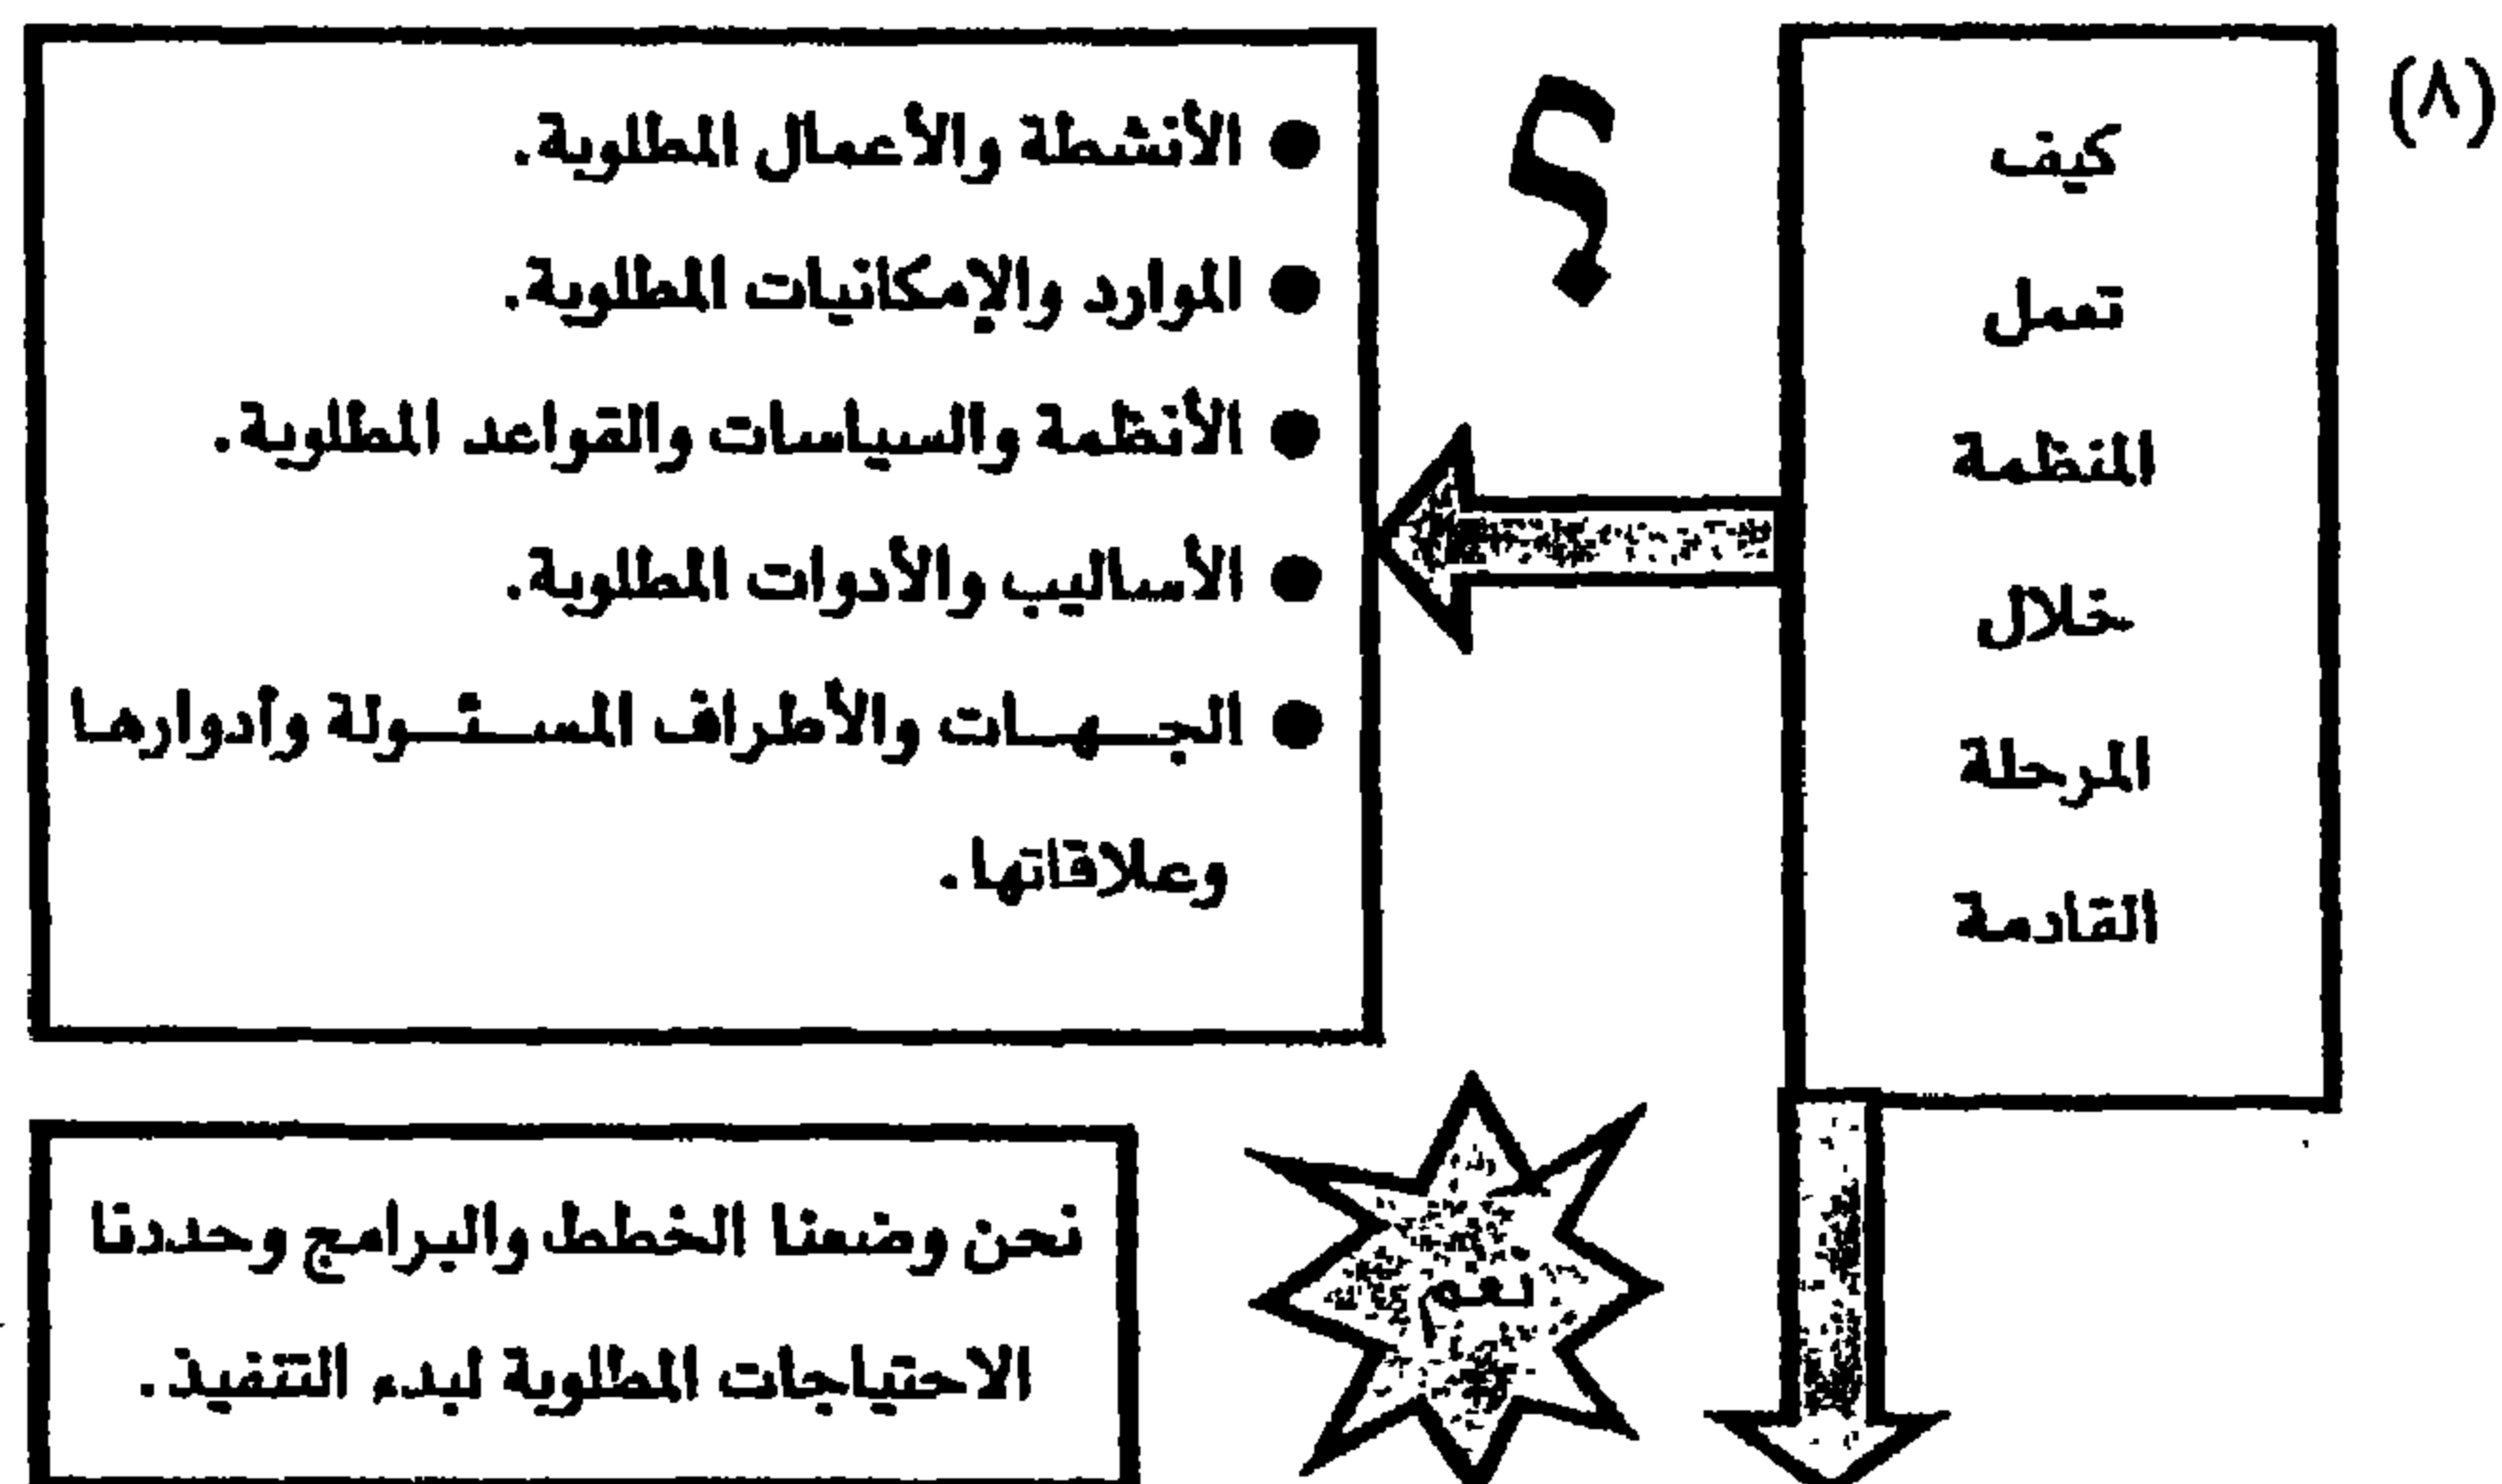 (٨)
كيف
تعمل
المنظمة
خلال
المرحلة
القادمة
؟
● الأنشطة والأعمال المطلوبة.
● الموارد والإمكانيات المطلوبة.
● الأنظمة والسياسات والقواعد المطلوبة.
● الأساليب والأدوات المطلوبة.
● الجهات والأطراف المسئولة وأدوارها
وعلاقاتها.
نعم
نحن وضعنا الخطط والبرامج وحددنا
الاحتياجات المطلوبة لبدء التنفيذ.